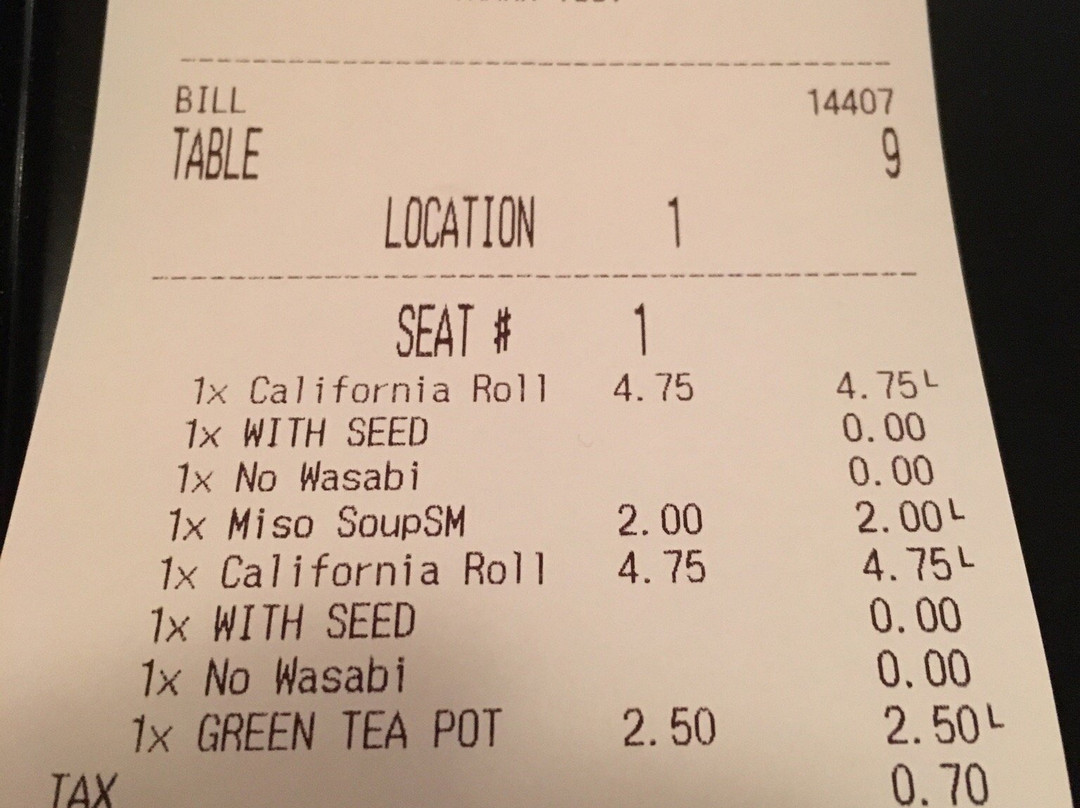 BILL 14407
TABLE 9
LOCATION 1
SEAT # 1
1x California Roll 4.75 4.75L
1x WITH SEED 0.00
1x No Wasabi 0.00
1x Miso SoupSM 2.00 2.00L
1x California Roll 4.75 4.75L
1x WITH SEED 0.00
1x No Wasabi 0.00
1x GREEN TEA POT 2.50 2.50L
TAX 0.70